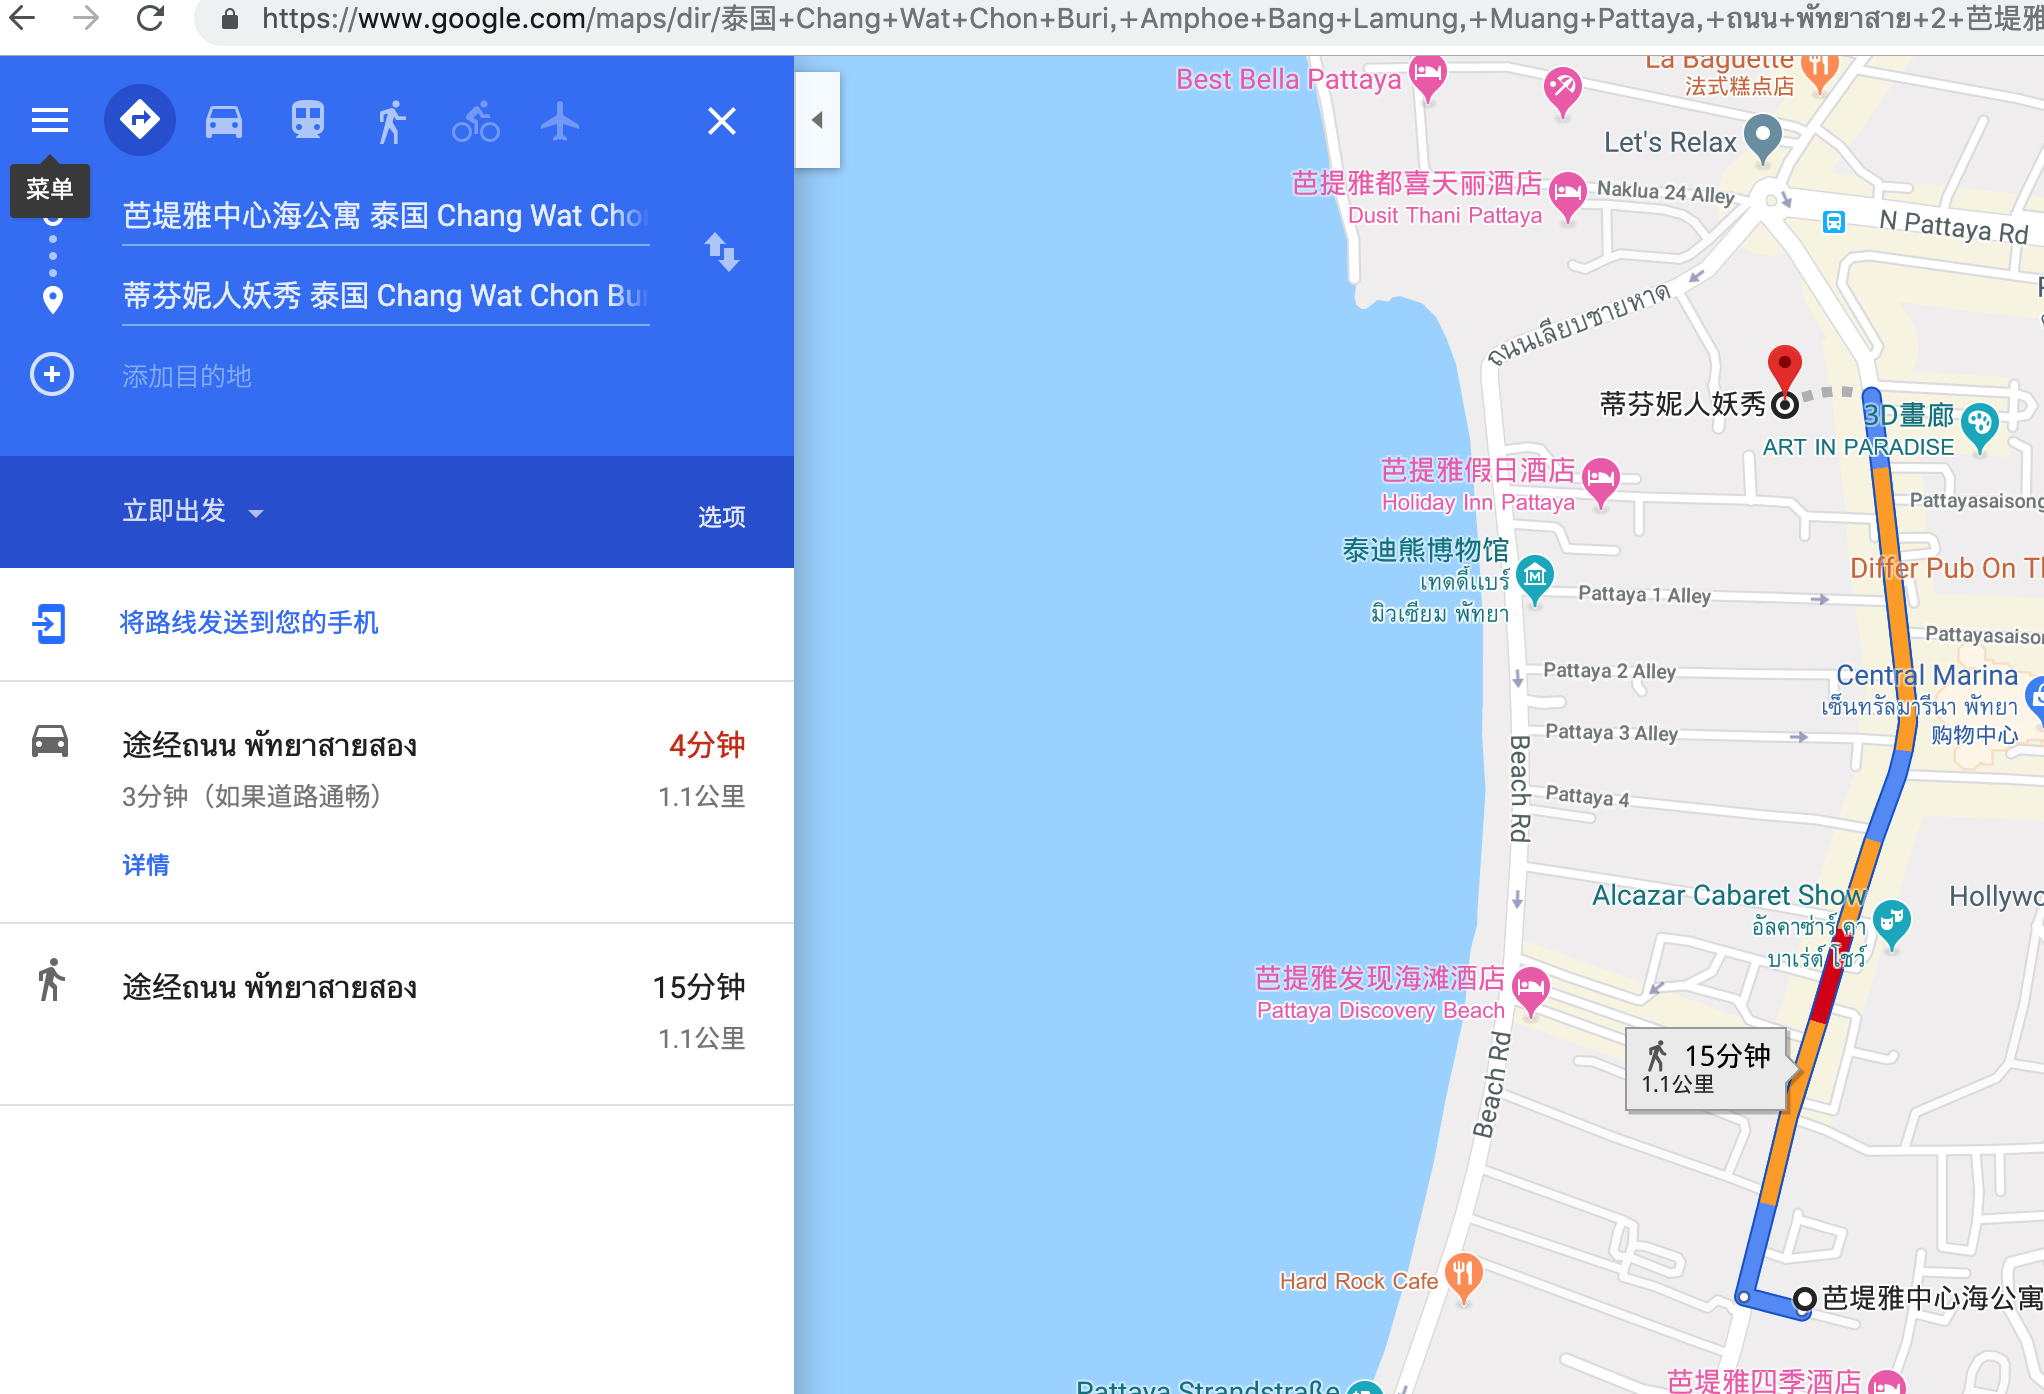 https://www.google.com/maps/dir/泰国+Chang+Wat+Chon+Buri,+Amphoe+Bang+Lamung,+Muang+Pattaya,+ถนน+พัทยาสาย+2+芭堤雅
菜单
芭堤雅中心海公寓 泰国 Chang Wat Chon
蒂芬妮人妖秀 泰国 Chang Wat Chon Bur
添加目的地
立即出发
选项
将路线发送到您的手机
途经ถนน พัทยาสายสอง
4分钟
3分钟（如果道路通畅）
1.1公里
详情
途经ถนน พัทยาสายสอง
15分钟
1.1公里
Best Bella Pattaya
La Baguette
法式糕点店
Let's Relax
芭提雅都喜天丽酒店
Dusit Thani Pattaya
Naklua 24 Alley
N Pattaya Rd
ถนนเลียบชายหาด
蒂芬妮人妖秀
3D畫廊
ART IN PARADISE
芭提雅假日酒店
Holiday Inn Pattaya
Pattayasaisong
泰迪熊博物馆
เทดดี้แบร์
มิวเซียม พัทยา
Differ Pub On Th
Pattaya 1 Alley
Pattayasaison
Pattaya 2 Alley
Central Marina
เซ็นทรัลมารีนา พัทยา
购物中心
Pattaya 3 Alley
Beach Rd
Pattaya 4
Alcazar Cabaret Show
อัลคาซ่าร์ คา
บาเร่ต์ โชว์
Hollywo
芭提雅发现海滩酒店
Pattaya Discovery Beach
15分钟
1.1公里
Beach Rd
Hard Rock Cafe
芭堤雅中心海公寓
芭提雅四季酒店
Pattaya Strandstraße